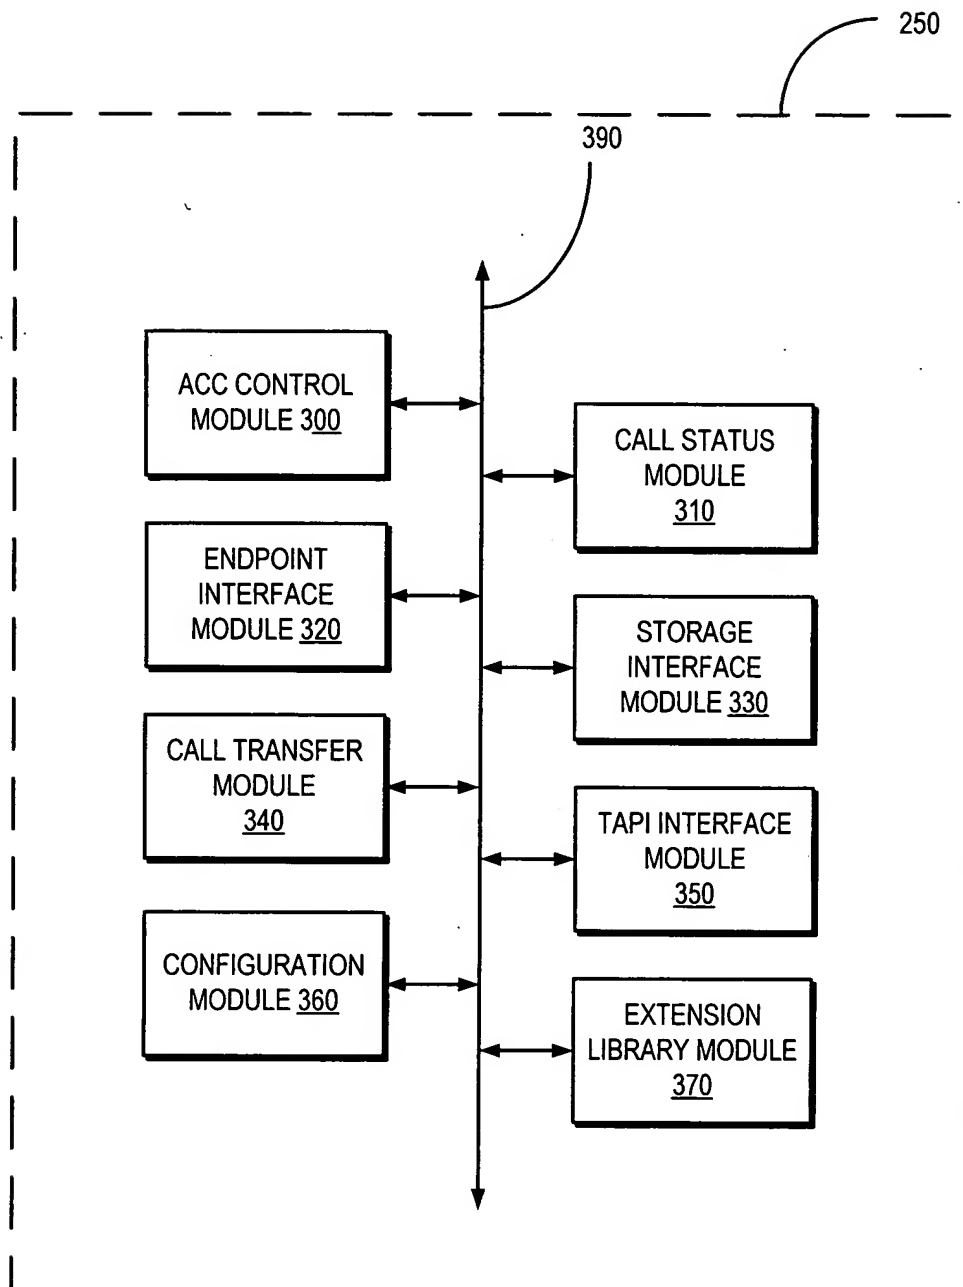 250
390
ACC CONTROL
MODULE 300
CALL STATUS
MODULE
310
ENDPOINT
INTERFACE
MODULE 320
STORAGE
INTERFACE
MODULE 330
CALL TRANSFER
MODULE
340
TAPI INTERFACE
MODULE
350
CONFIGURATION
MODULE 360
EXTENSION
LIBRARY MODULE
370